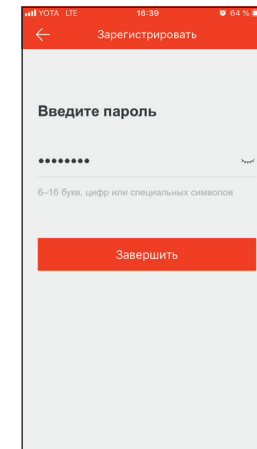 YOTA LTE 16:39 64 %
Зарегистрировать
Введите пароль
••••••••
6–16 букв, цифр или специальных символов
Завершить